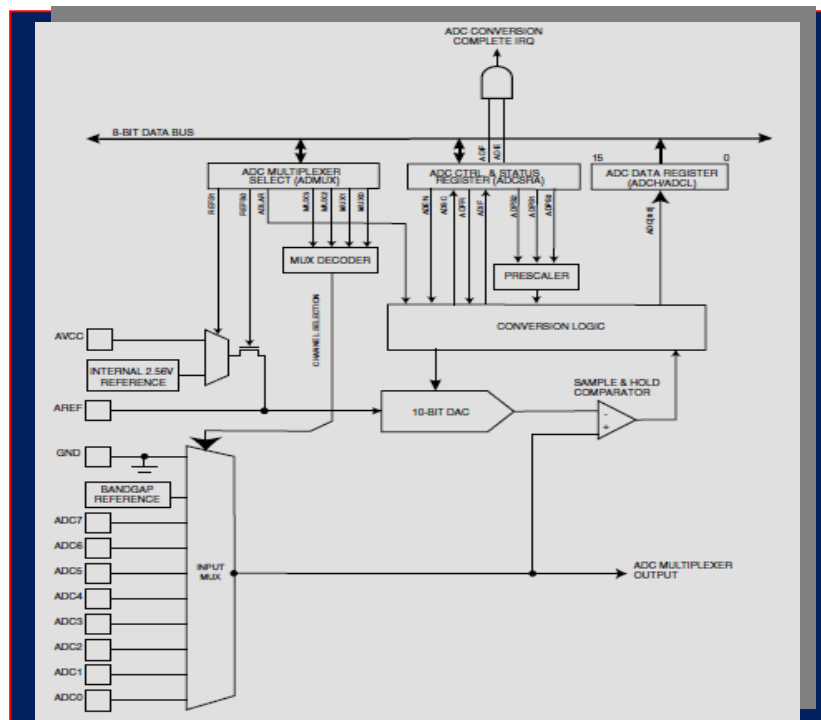 ADC CONVERSION
COMPLETE IRQ
8-BIT DATA BUS
ADIF
ADIE
15
0
ADC MULTIPLEXER
SELECT (ADMUX)
ADC CTRL. & STATUS
REGISTER (ADCSRA)
ADC DATA REGISTER
(ADCH/ADCL)
REFS1
REFS0
ADLAR
MUX3
MUX2
MUX1
MUX0
ADEN
ADSC
ADFR
ADIF
ADPS2
ADPS1
ADPS0
ADC[9:0]
MUX DECODER
PRESCALER
CHANNEL SELECTION
CONVERSION LOGIC
AVCC
INTERNAL 2.56V
REFERENCE
SAMPLE & HOLD
COMPARATOR
AREF
10-BIT DAC
-
+
GND
BANDGAP
REFERENCE
ADC7
ADC6
ADC5
INPUT
MUX
ADC MULTIPLEXER
OUTPUT
ADC4
ADC3
ADC2
ADC1
ADC0